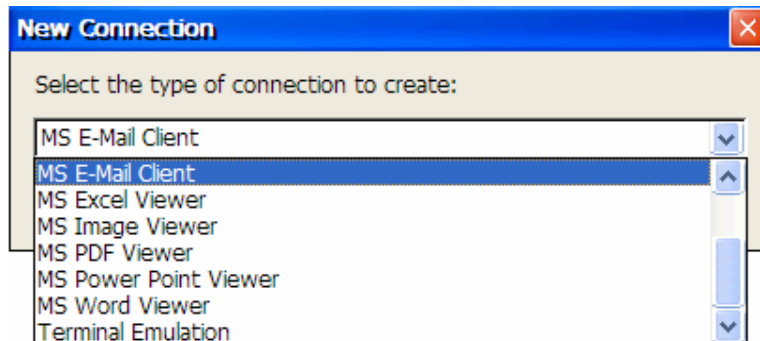 New Connection
Select the type of connection to create:
MS E-Mail Client
MS E-Mail Client
MS Excel Viewer
MS Image Viewer
MS PDF Viewer
MS Power Point Viewer
MS Word Viewer
Terminal Emulation